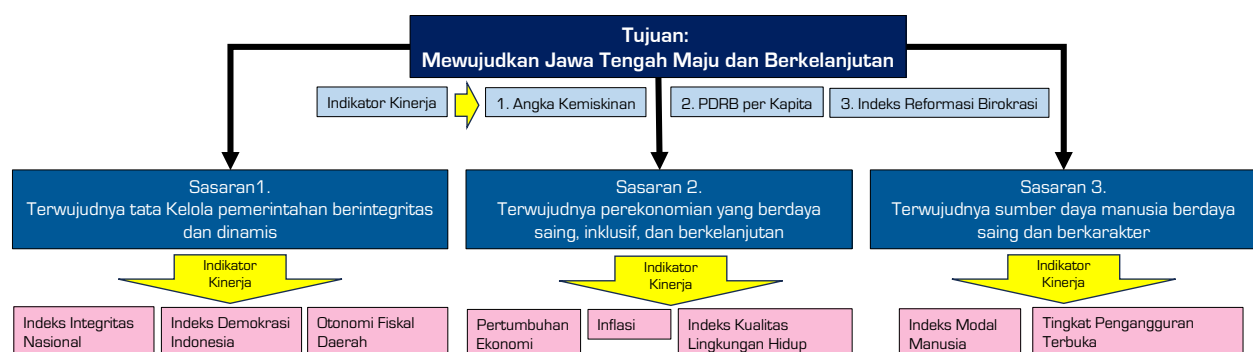 Tujuan:
Mewujudkan Jawa Tengah Maju dan Berkelanjutan
Indikator Kinerja
1. Angka Kemiskinan
2. PDRB per Kapita
3. Indeks Reformasi Birokrasi
Sasaran1.
Terwujudnya tata Kelola pemerintahan berintegritas
dan dinamis
Sasaran 2.
Terwujudnya perekonomian yang berdaya
saing, inklusif, dan berkelanjutan
Sasaran 3.
Terwujudnya sumber daya manusia berdaya
saing dan berkarakter
Indikator
Kinerja
Indikator
Kinerja
Indikator
Kinerja
Indeks Integritas
Nasional
Indeks Demokrasi
Indonesia
Otonomi Fiskal
Daerah
Pertumbuhan
Ekonomi
Inflasi
Indeks Kualitas
Lingkungan Hidup
Indeks Modal
Manusia
Tingkat Pengangguran
Terbuka